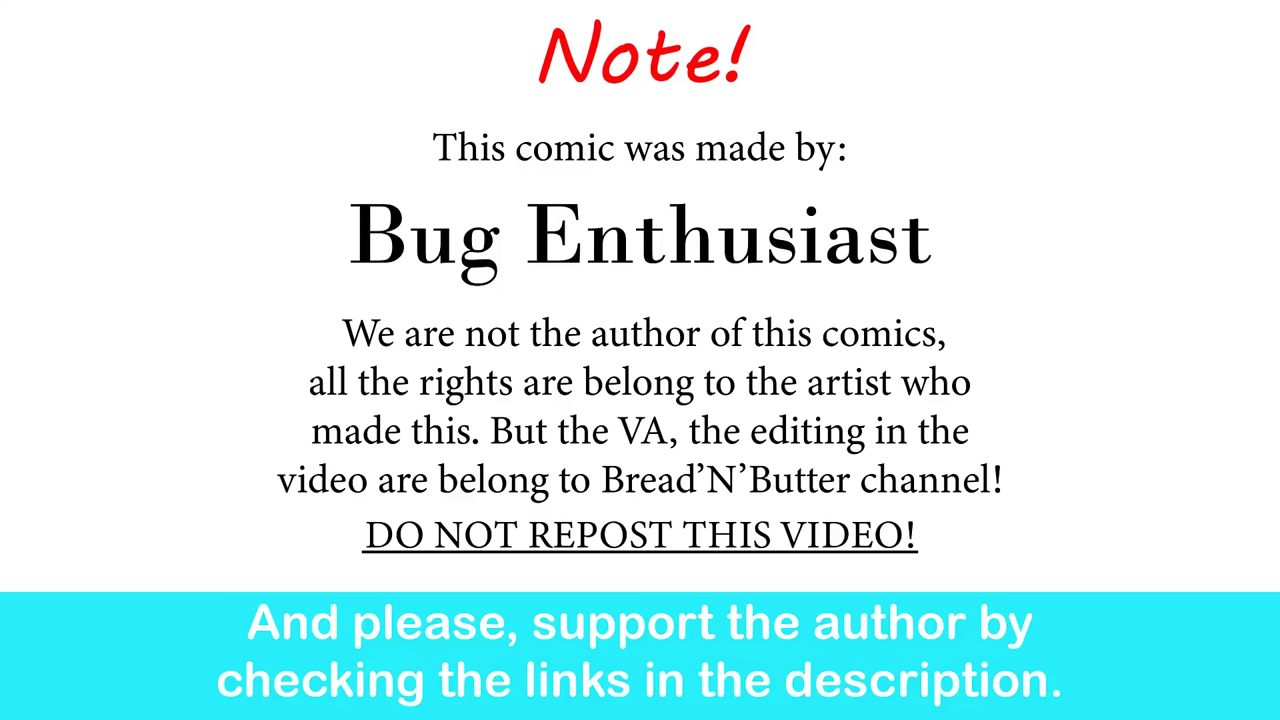 Note!
This comic was made by:
Bug Enthusiast
We are not the author of this comics,
all the rights are belong to the artist who
made this. But the VA, the editing in the
video are belong to Bread’N’Butter channel!
DO NOT REPOST THIS VIDEO!
And please, support the author by
checking the links in the description.